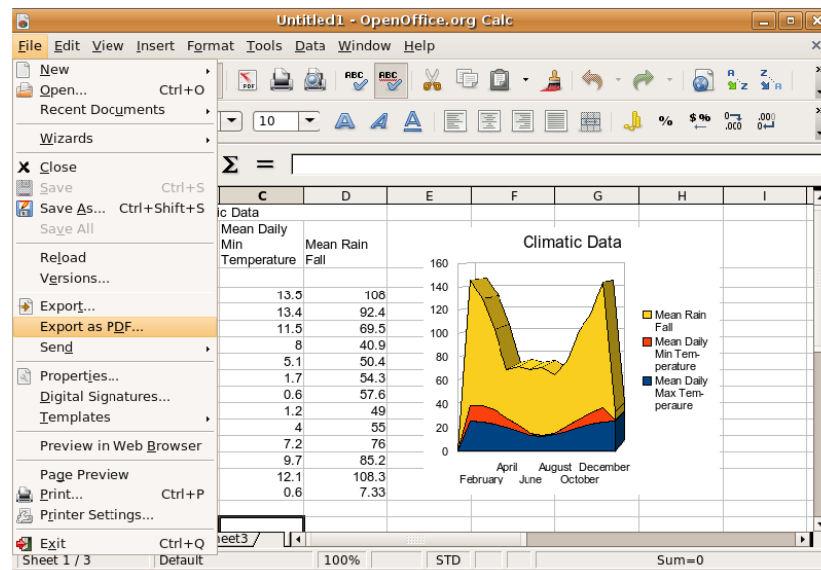 Untitled1 - OpenOffice.org Calc
File Edit View Insert Format Tools Data Window Help
New
Open... Ctrl+O
Recent Documents
Wizards
Close
Save Ctrl+S
Save As... Ctrl+Shift+S
Save All
Reload
Versions...
Export...
Export as PDF...
Send
Properties...
Digital Signatures...
Templates
Preview in Web Browser
Page Preview
Print... Ctrl+P
Printer Settings...
Exit Ctrl+Q
PDF ABC ABC A Z Z A
10 A A A % $% 0 .000 .000 0
Σ =
C D E F G H I
ic Data
Mean Daily
Min
Temperature
Mean Rain
Fall
13.5 108
13.4 92.4
11.5 69.5
8 40.9
5.1 50.4
1.7 54.3
0.6 57.6
1.2 49
4 55
7.2 76
9.7 85.2
12.1 108.3
0.6 7.33
Climatic Data
160
140
120
100
80
60
40
20
0
April August December
February June October
Mean Rain
Fall
Mean Daily
Min Tem-
perature
Mean Daily
Max Tem-
peraure
heet3
Sheet 1 / 3 Default 100% STD Sum=0